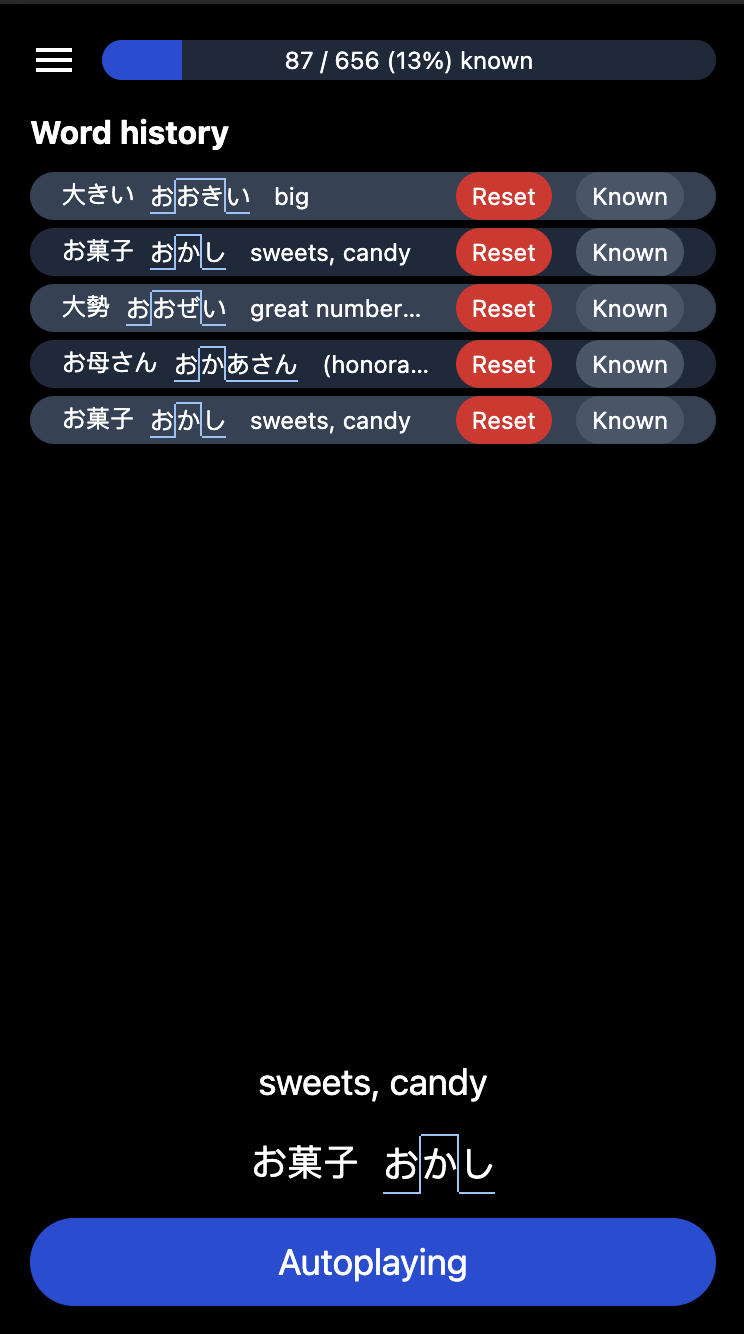 87 / 656 (13%) known
Word history
大きい おおきい big Reset Known
お菓子 おかし sweets, candy Reset Known
大勢 おおぜい great number... Reset Known
お母さん おかあさん (honora... Reset Known
お菓子 おかし sweets, candy Reset Known
sweets, candy
お菓子 おかし
Autoplaying